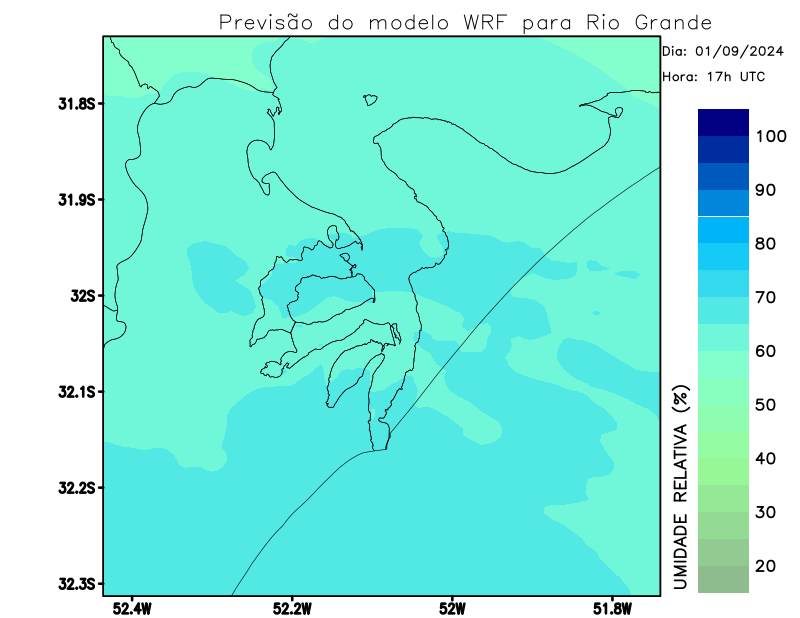 Previsão do modelo WRF para Rio Grande
Dia: 01/09/2024
Hora: 17h UTC
31.8S
31.9S
32S
32.1S
32.2S
32.3S
52.4W
52.2W
52W
51.8W
100
90
80
70
60
50
40
30
20
UMIDADE RELATIVA (%)